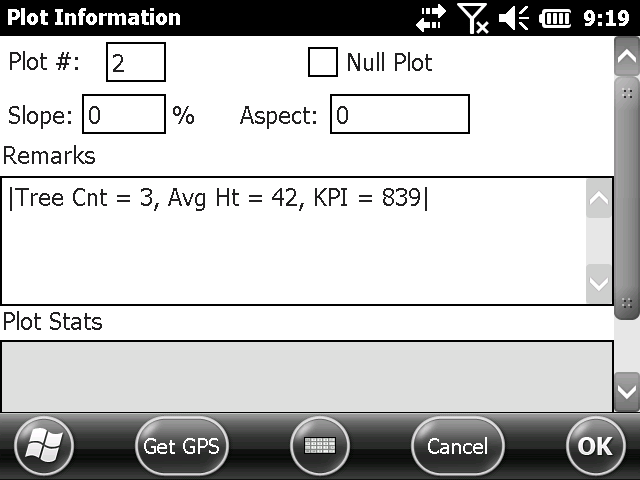 Plot Information 9:19
Plot #: 2 Null Plot
Slope: 0 % Aspect: 0
Remarks
|Tree Cnt = 3, Avg Ht = 42, KPI = 839|
Plot Stats
Get GPS Cancel OK